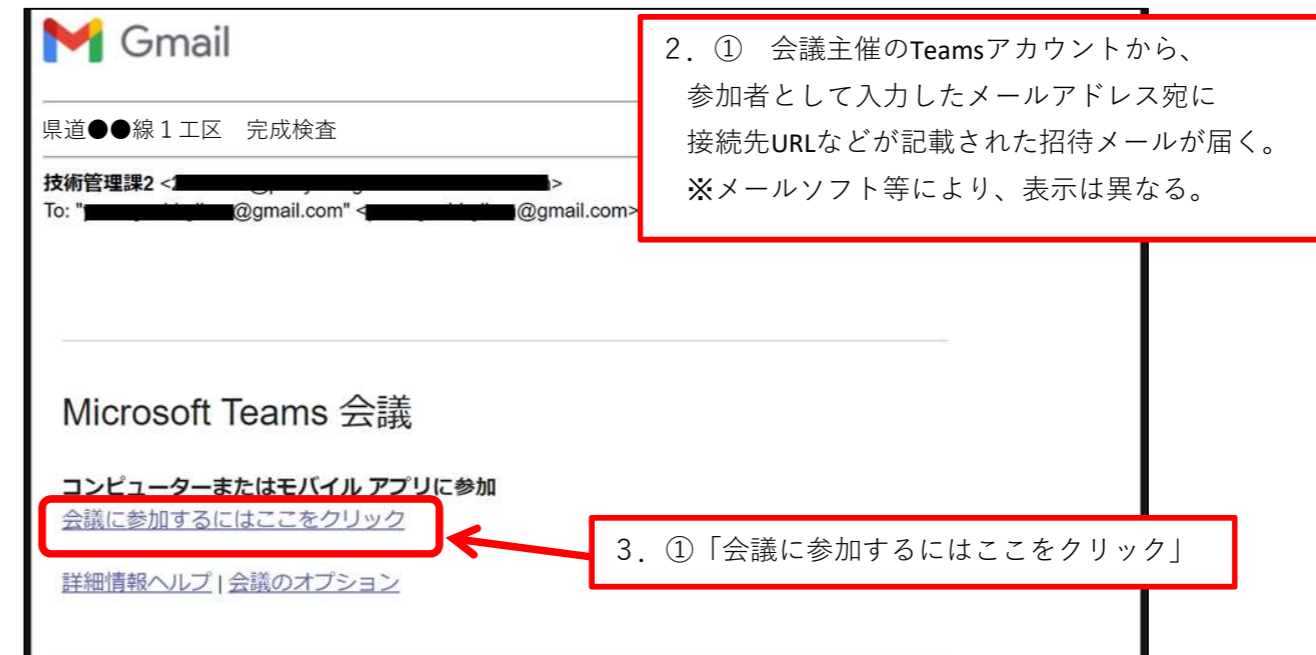 Gmail
2．① 会議主催のTeamsアカウントから、
参加者として入力したメールアドレス宛に
接続先URLなどが記載された招待メールが届く。
※メールソフト等により、表示は異なる。
県道●●線１工区 完成検査
技術管理課2 < >
To: " @gmail.com" < @gmail.com>
Microsoft Teams 会議
コンピューターまたはモバイル アプリに参加
会議に参加するにはここをクリック
3．①「会議に参加するにはここをクリック」
詳細情報ヘルプ | 会議のオプション